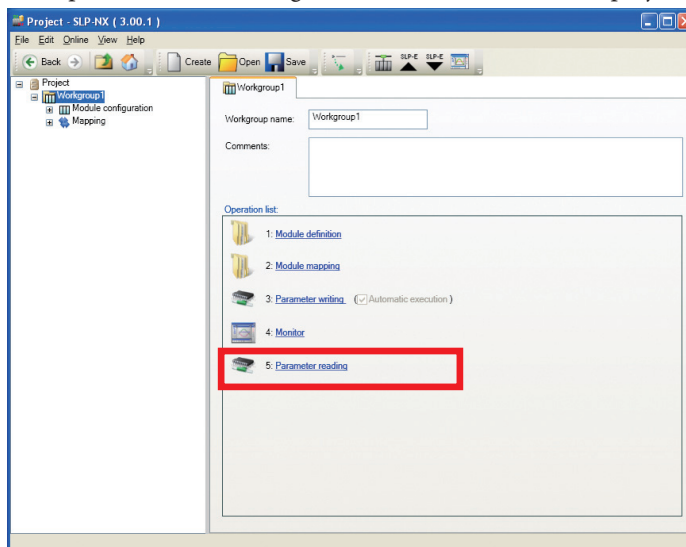 Project - SLP-NX ( 3.00.1 )
File Edit Online View Help
Back Create Open Save SLP-E SLP-E
Project
Workgroup1
Module configuration
Mapping
Workgroup1
Workgroup name: Workgroup1
Comments:
Operation list:
1: Module definition
2: Module mapping
3: Parameter writing ( Automatic execution )
4: Monitor
5: Parameter reading